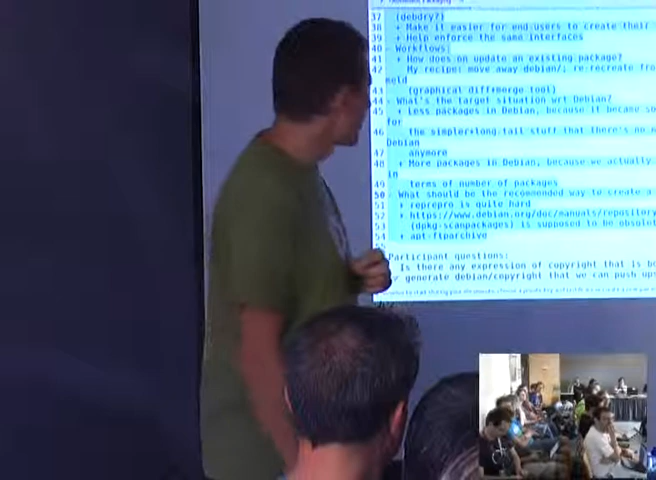 37 (debdry?)
38 + Make it easier for end users to create their
39 + Help enforce the same interfaces
40 - Workflows:
41 + How does on update an existing package?
42 My recipe: move away debian/; re-recreate
meld
(graphical diff+merge tool)
44 - What's the target situation wrt Debian?
45 + Less packages in Debian, because it became
for
46 the simpler+long tail stuff that there's no
Debian
47 anymore
48 + More packages in Debian, because we actually
in
49 terms of number of packages
50 - What should be the recommended way to create a
51 + reprepro is quite hard
52 + https://www.debian.org/doc/manuals/repository
53 (dpkg-scanpackages) is supposed to be obsolet
54 + apt-ftparchive
Participant questions:
- Is there any expression of copyright that is
generate debian/copyright that we can push